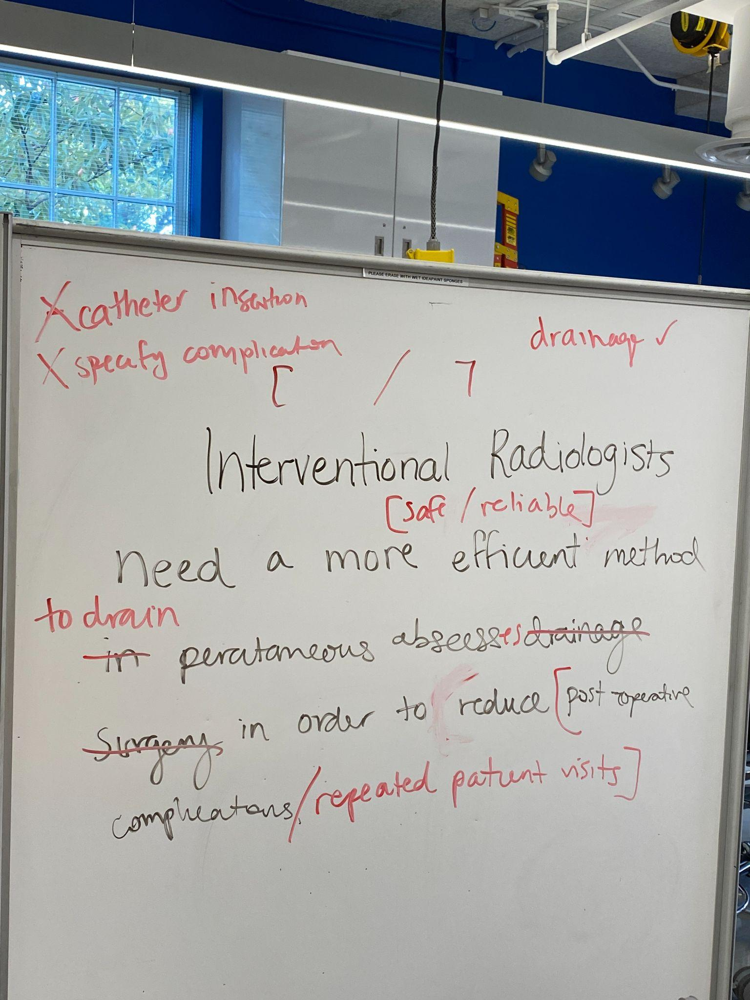 PLEASE ERASE WITH WET IDEAPAINT SPONGES
X catheter insertion
drainage ✓
X specify complication
[ / ]
Interventional Radiologists
[safe / reliable]
need a more efficient method
to drain
in percutaneous abscesses drainage
surgery in order to reduce [post-operative
complications/repeated patient visits]